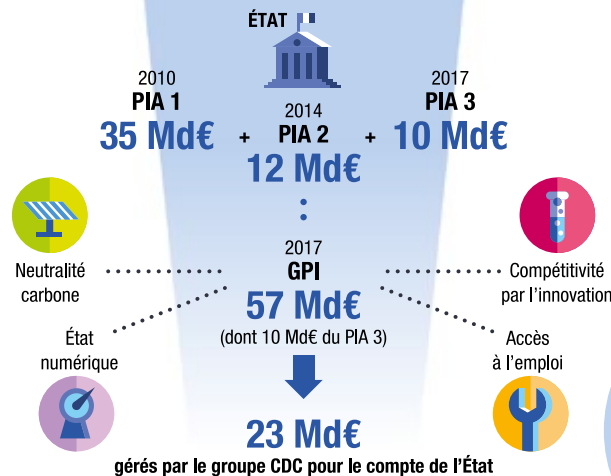 ÉTAT
2010
PIA 1
35 Md€
+
2014
PIA 2
12 Md€
+
2017
PIA 3
10 Md€
:
2017
GPI
57 Md€
(dont 10 Md€ du PIA 3)
Neutralité
carbone
État
numérique
Compétitivité
par l’innovation
Accès
à l’emploi
23 Md€
gérés par le groupe CDC pour le compte de l’État